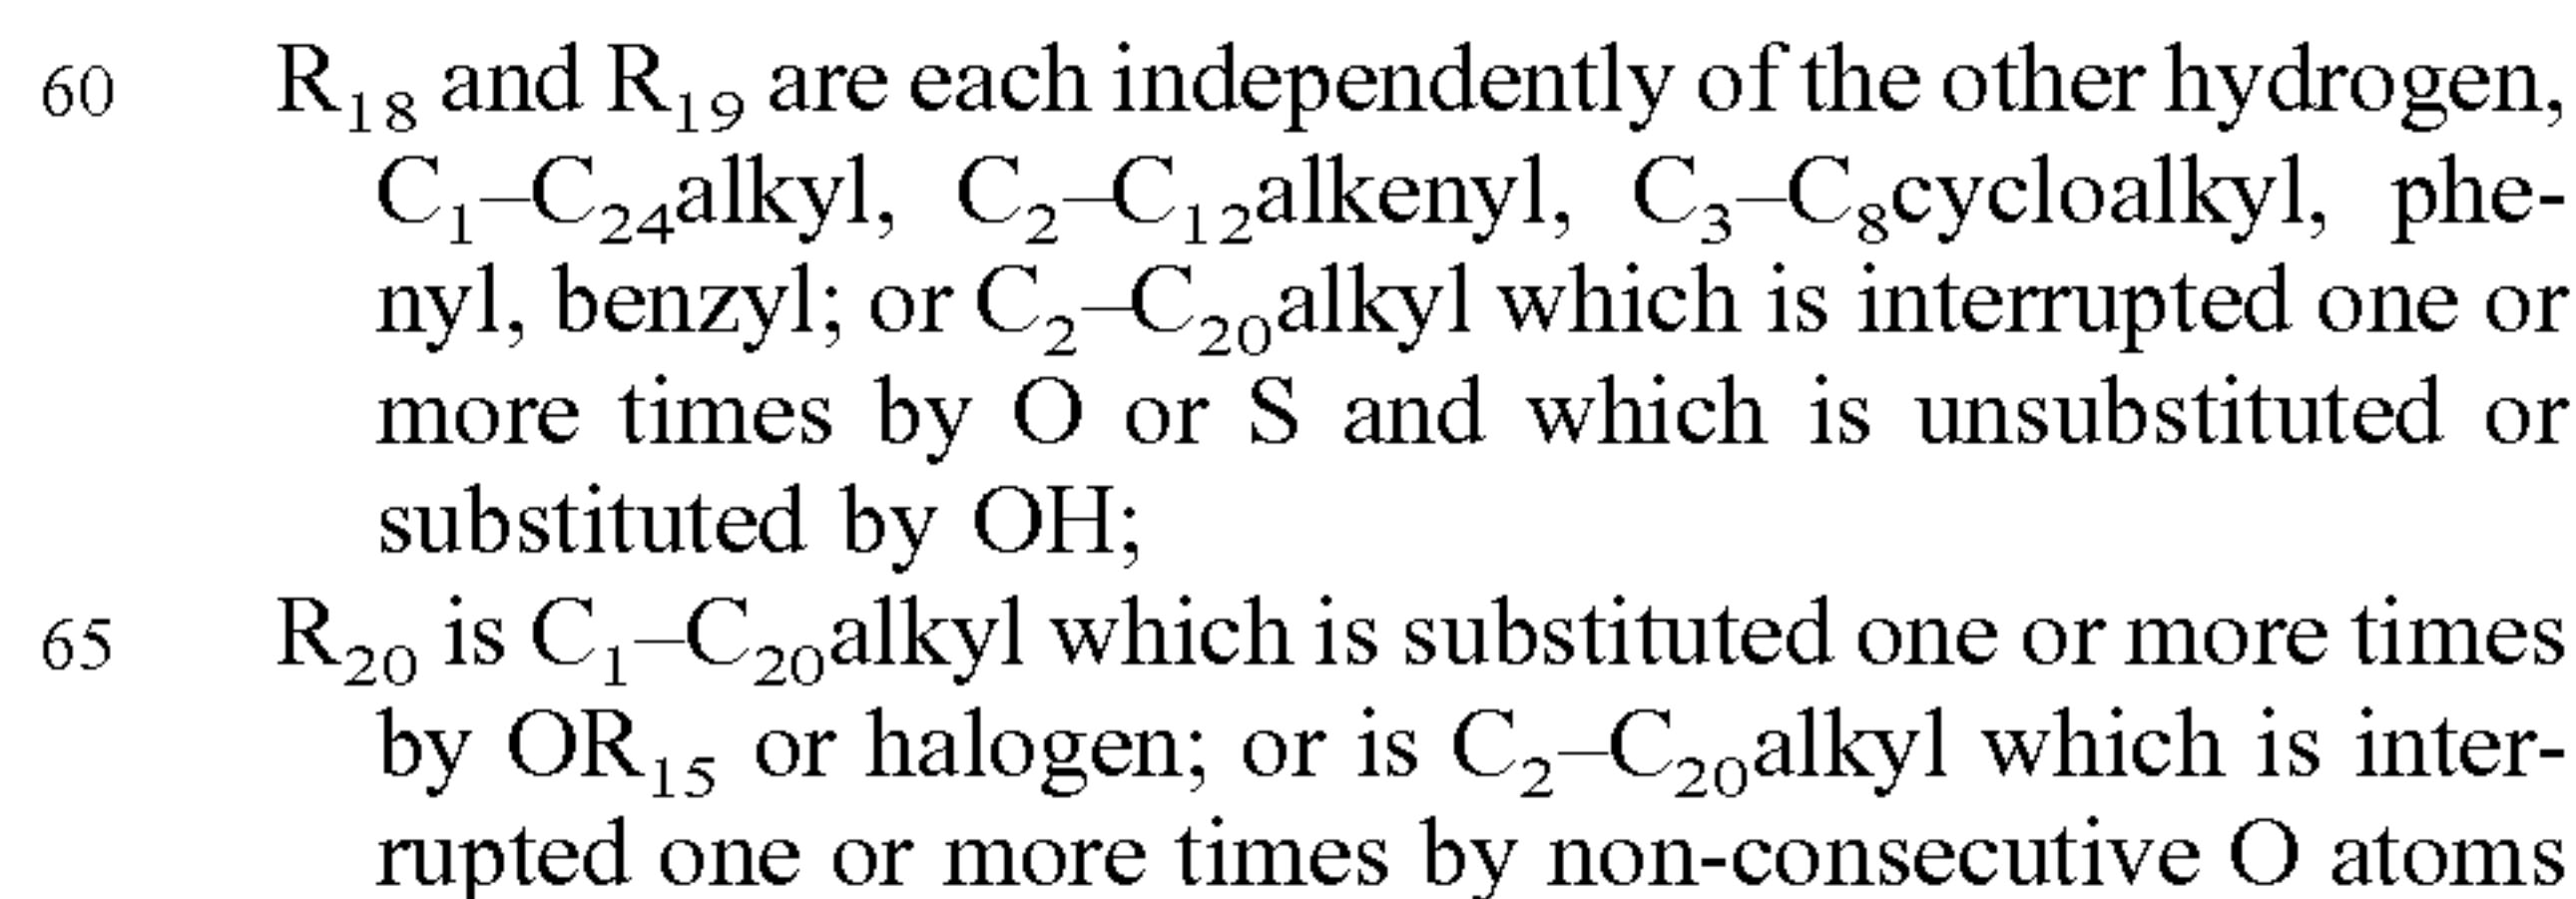 60 R₁₈ and R₁₉ are each independently of the other hydrogen,
C₁–C₂₄alkyl, C₂–C₁₂alkenyl, C₃–C₈cycloalkyl, phe-
nyl, benzyl; or C₂–C₂₀alkyl which is interrupted one or
more times by O or S and which is unsubstituted or
substituted by OH;
65 R₂₀ is C₁–C₂₀alkyl which is substituted one or more times
by OR₁₅ or halogen; or is C₂–C₂₀alkyl which is inter-
rupted one or more times by non-consecutive O atoms